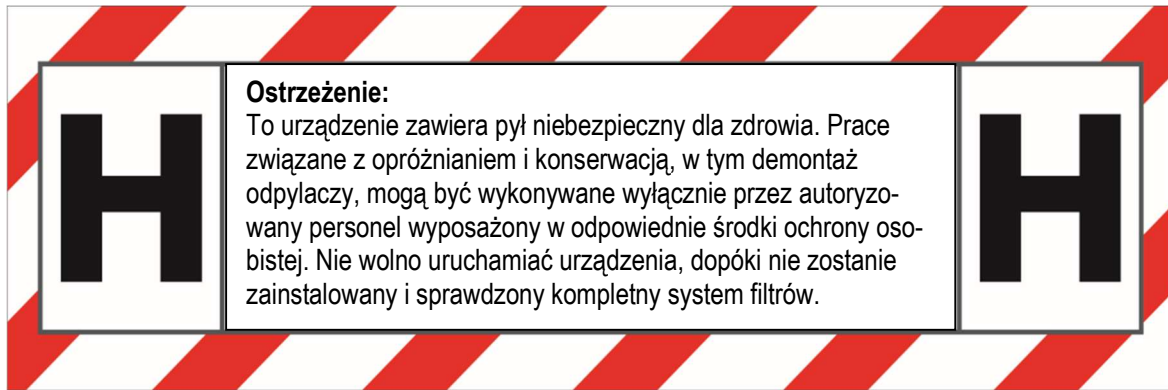 H
Ostrzeżenie:
To urządzenie zawiera pył niebezpieczny dla zdrowia. Prace
związane z opróżnianiem i konserwacją, w tym demontaż
odpylaczy, mogą być wykonywane wyłącznie przez autoryzo-
wany personel wyposażony w odpowiednie środki ochrony oso-
bistej. Nie wolno uruchamiać urządzenia, dopóki nie zostanie
zainstalowany i sprawdzony kompletny system filtrów.
H